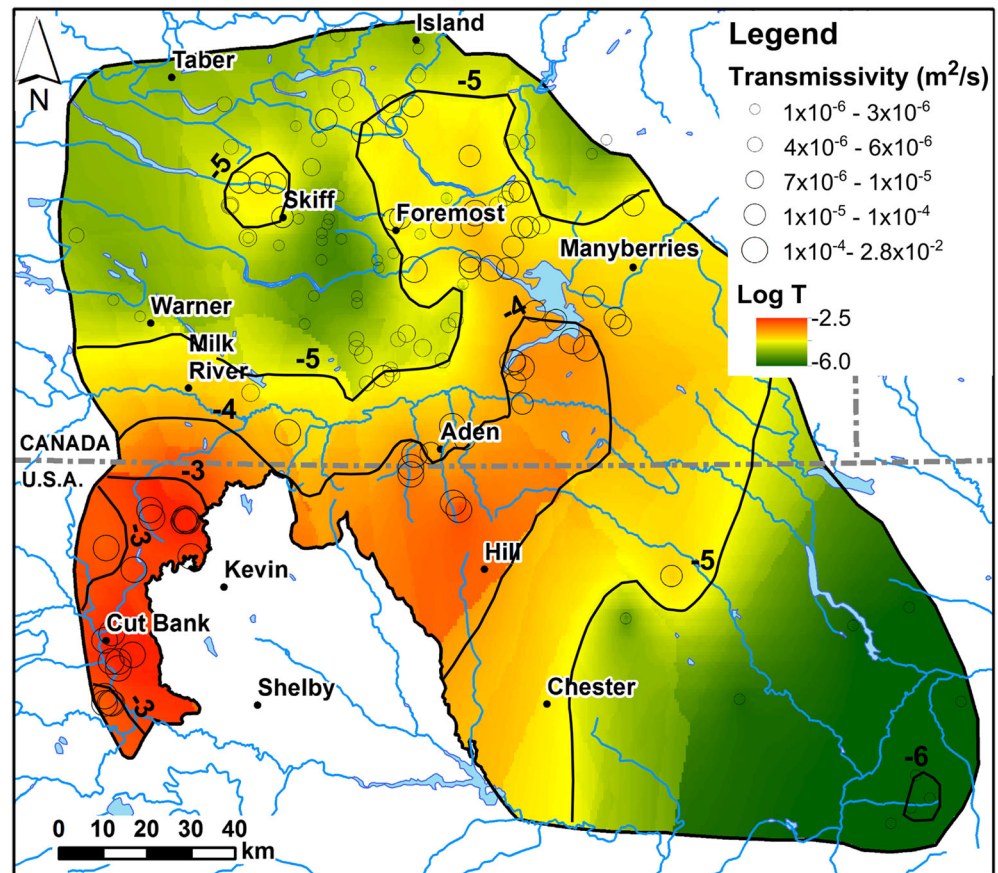 Island
Taber
N
-5
-5
Skiff
Foremost
Manyberries
Warner
-4
Milk
River
-5
-4
Aden
CANADA
U.S.A.
-3
-3
Hill
-5
Kevin
Cut Bank
Shelby
Chester
-3
-6
0 10 20 30 40
km
Legend
Transmissivity (m²/s)
1x10⁻⁶ - 3x10⁻⁶
4x10⁻⁶ - 6x10⁻⁶
7x10⁻⁶ - 1x10⁻⁵
1x10⁻⁵ - 1x10⁻⁴
1x10⁻⁴- 2.8x10⁻²
Log T
-2.5
-6.0